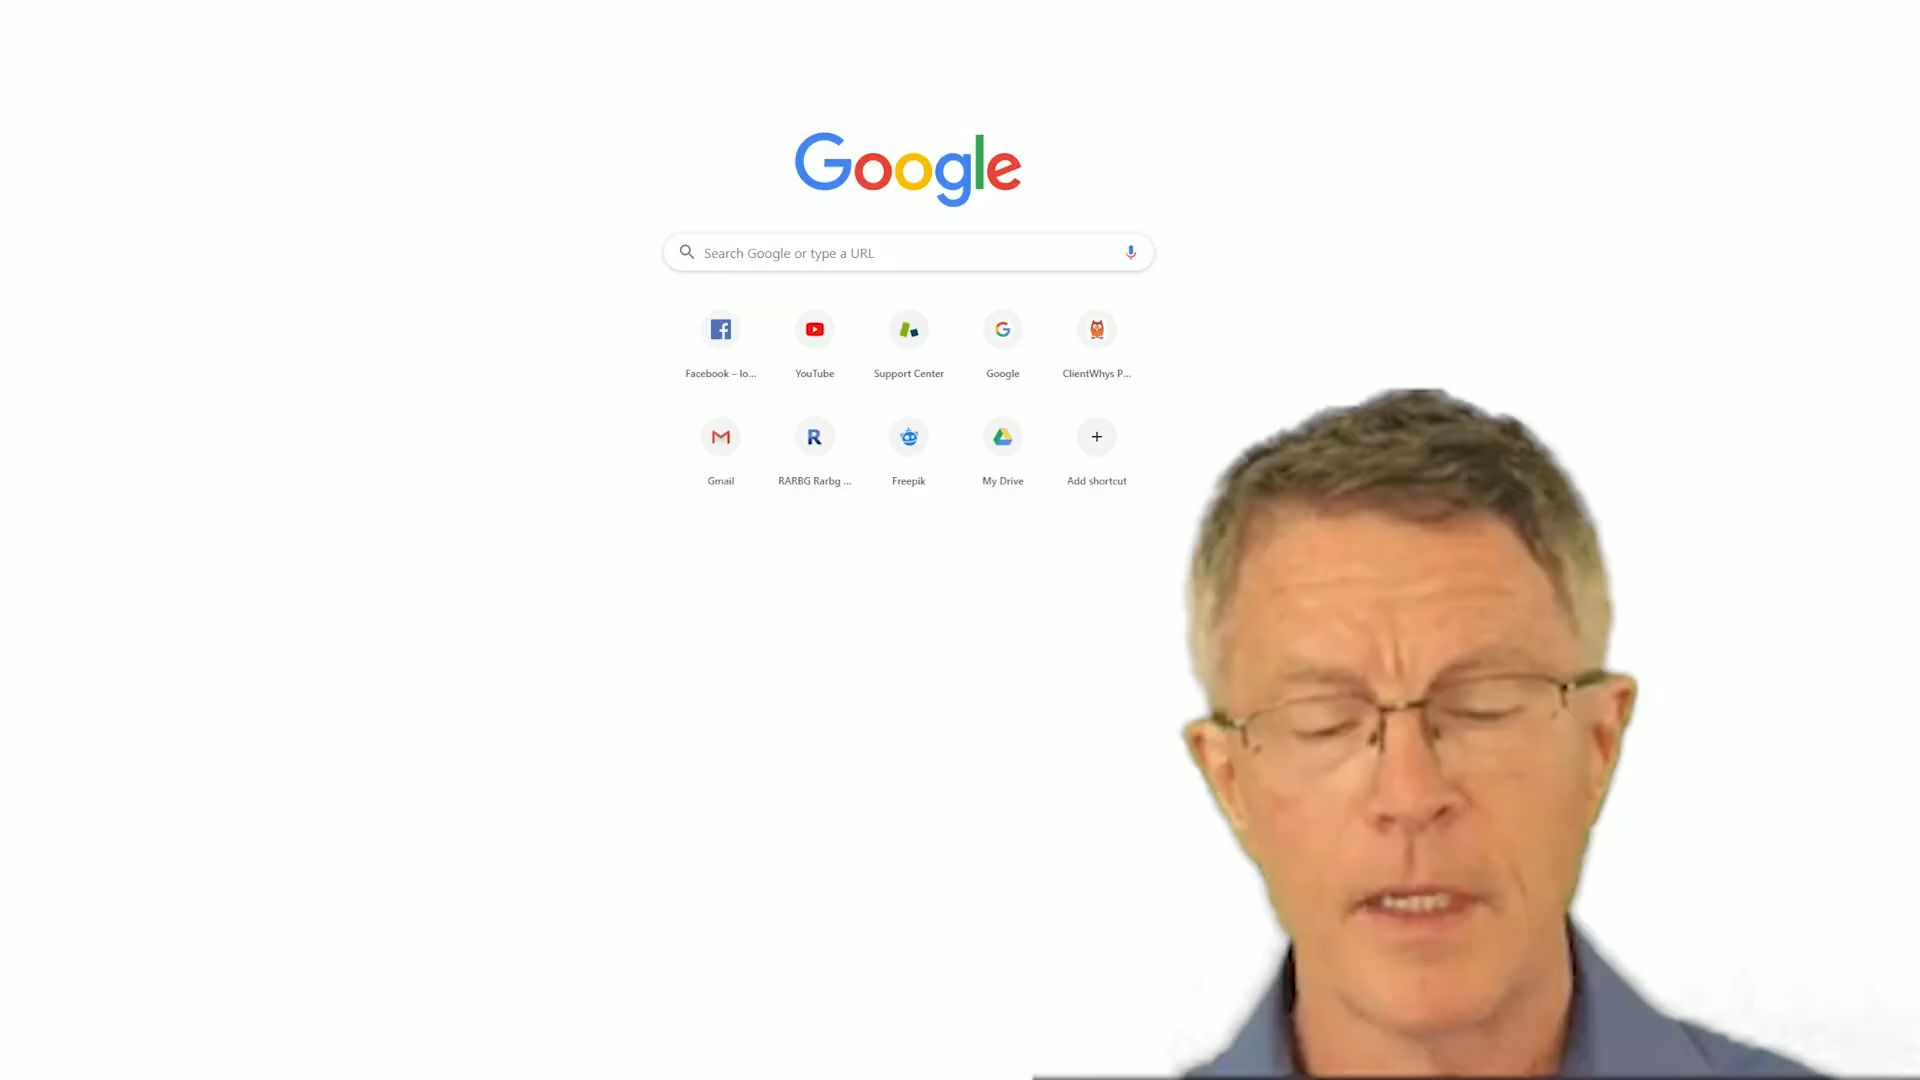 Google
Search Google or type a URL
Facebook – lo...
YouTube
Support Center
Google
ClientWhys P...
Gmail
RARBG Rarbg ...
Freepik
My Drive
Add shortcut